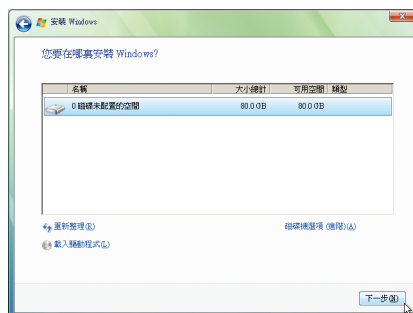 安裝 Windows
您要在哪裏安裝 Windows?
名稱 大小總計 可用空間 類型
0 磁碟未配置的空間 80.0 GB 80.0 GB
重新整理(R) 磁碟機選項 (進階)(A)
載入驅動程式(L)
下一步(N)